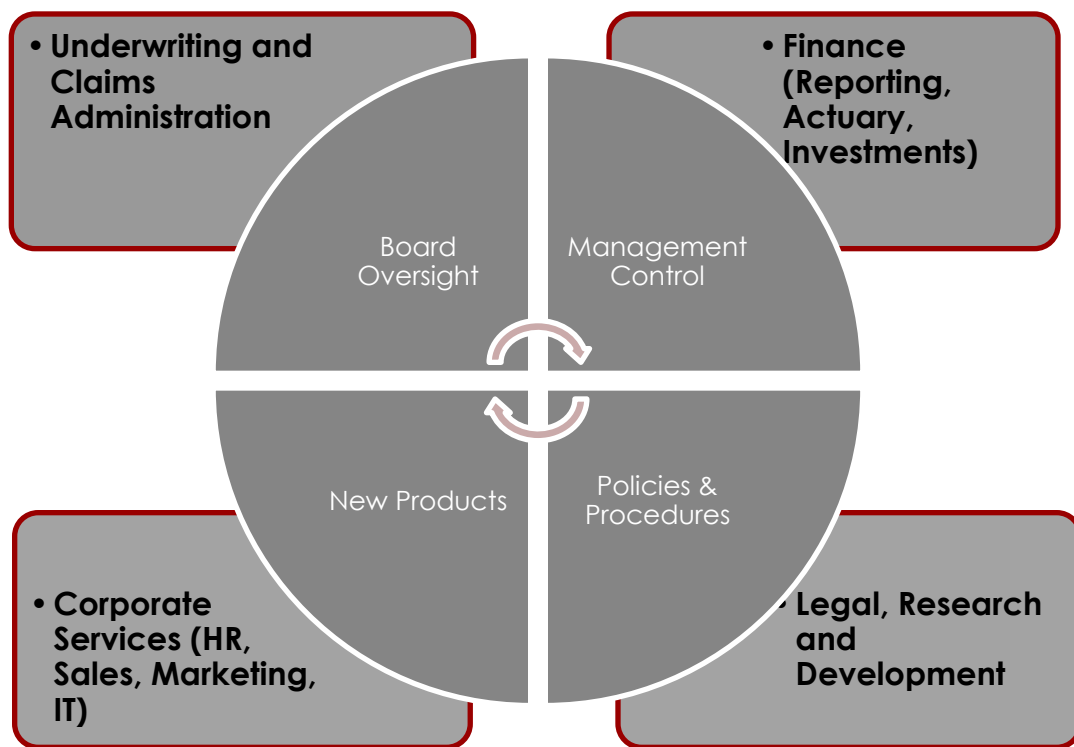 • Underwriting and
Claims
Administration
• Finance
(Reporting,
Actuary,
Investments)
Board
Oversight
Management
Control
New Products
Policies &
Procedures
• Corporate
Services (HR,
Sales, Marketing,
IT)
• Legal, Research
and
Development